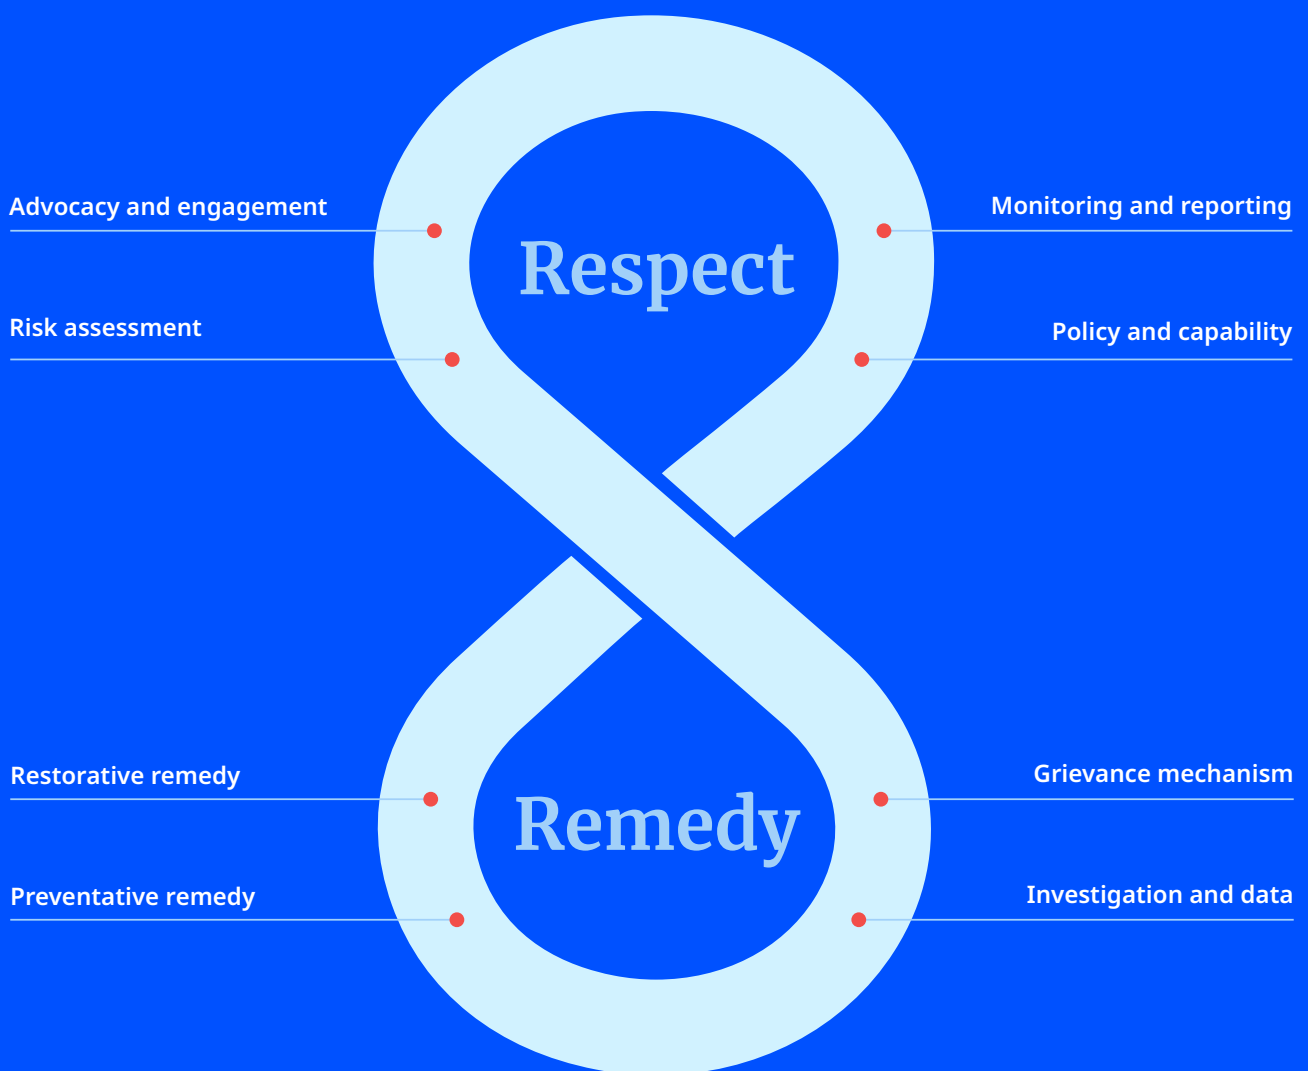 Advocacy and engagement
Monitoring and reporting
Respect
Risk assessment
Policy and capability
Restorative remedy
Grievance mechanism
Remedy
Preventative remedy
Investigation and data